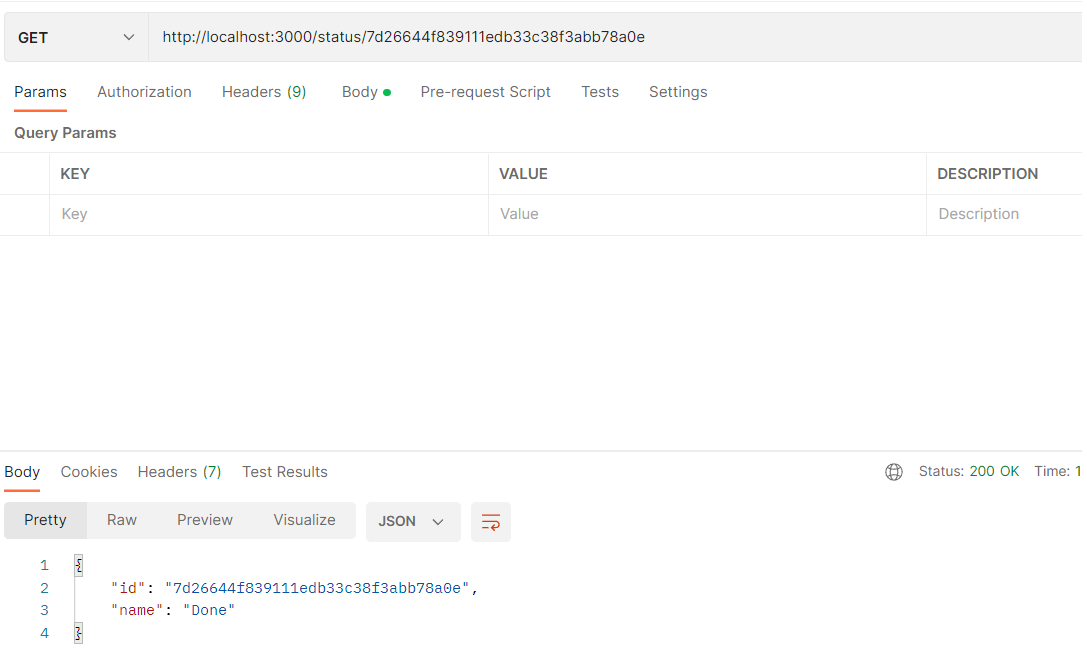 GET http://localhost:3000/status/7d26644f839111edb33c38f3abb78a0e
Params Authorization Headers (9) Body Pre-request Script Tests Settings
Query Params
KEY VALUE DESCRIPTION
Key Value Description
Body Cookies Headers (7) Test Results Status: 200 OK Time: 1
Pretty Raw Preview Visualize JSON
1 {
2 "id": "7d26644f839111edb33c38f3abb78a0e",
3 "name": "Done"
4 }